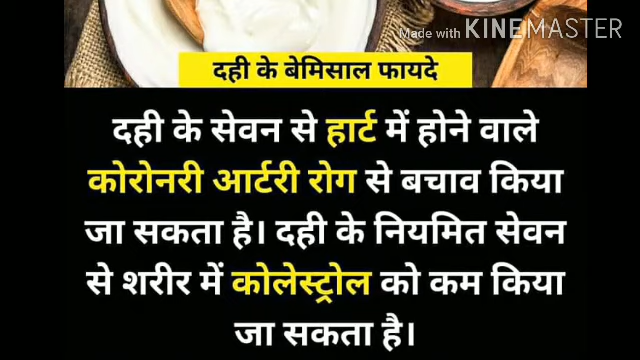 Made with KINEMASTER
दही के बेमिसाल फायदे
दही के सेवन से हार्ट में होने वाले
कोरोनरी आर्टरी रोग से बचाव किया
जा सकता है। दही के नियमित सेवन
से शरीर में कोलेस्ट्रोल को कम किया
जा सकता है।